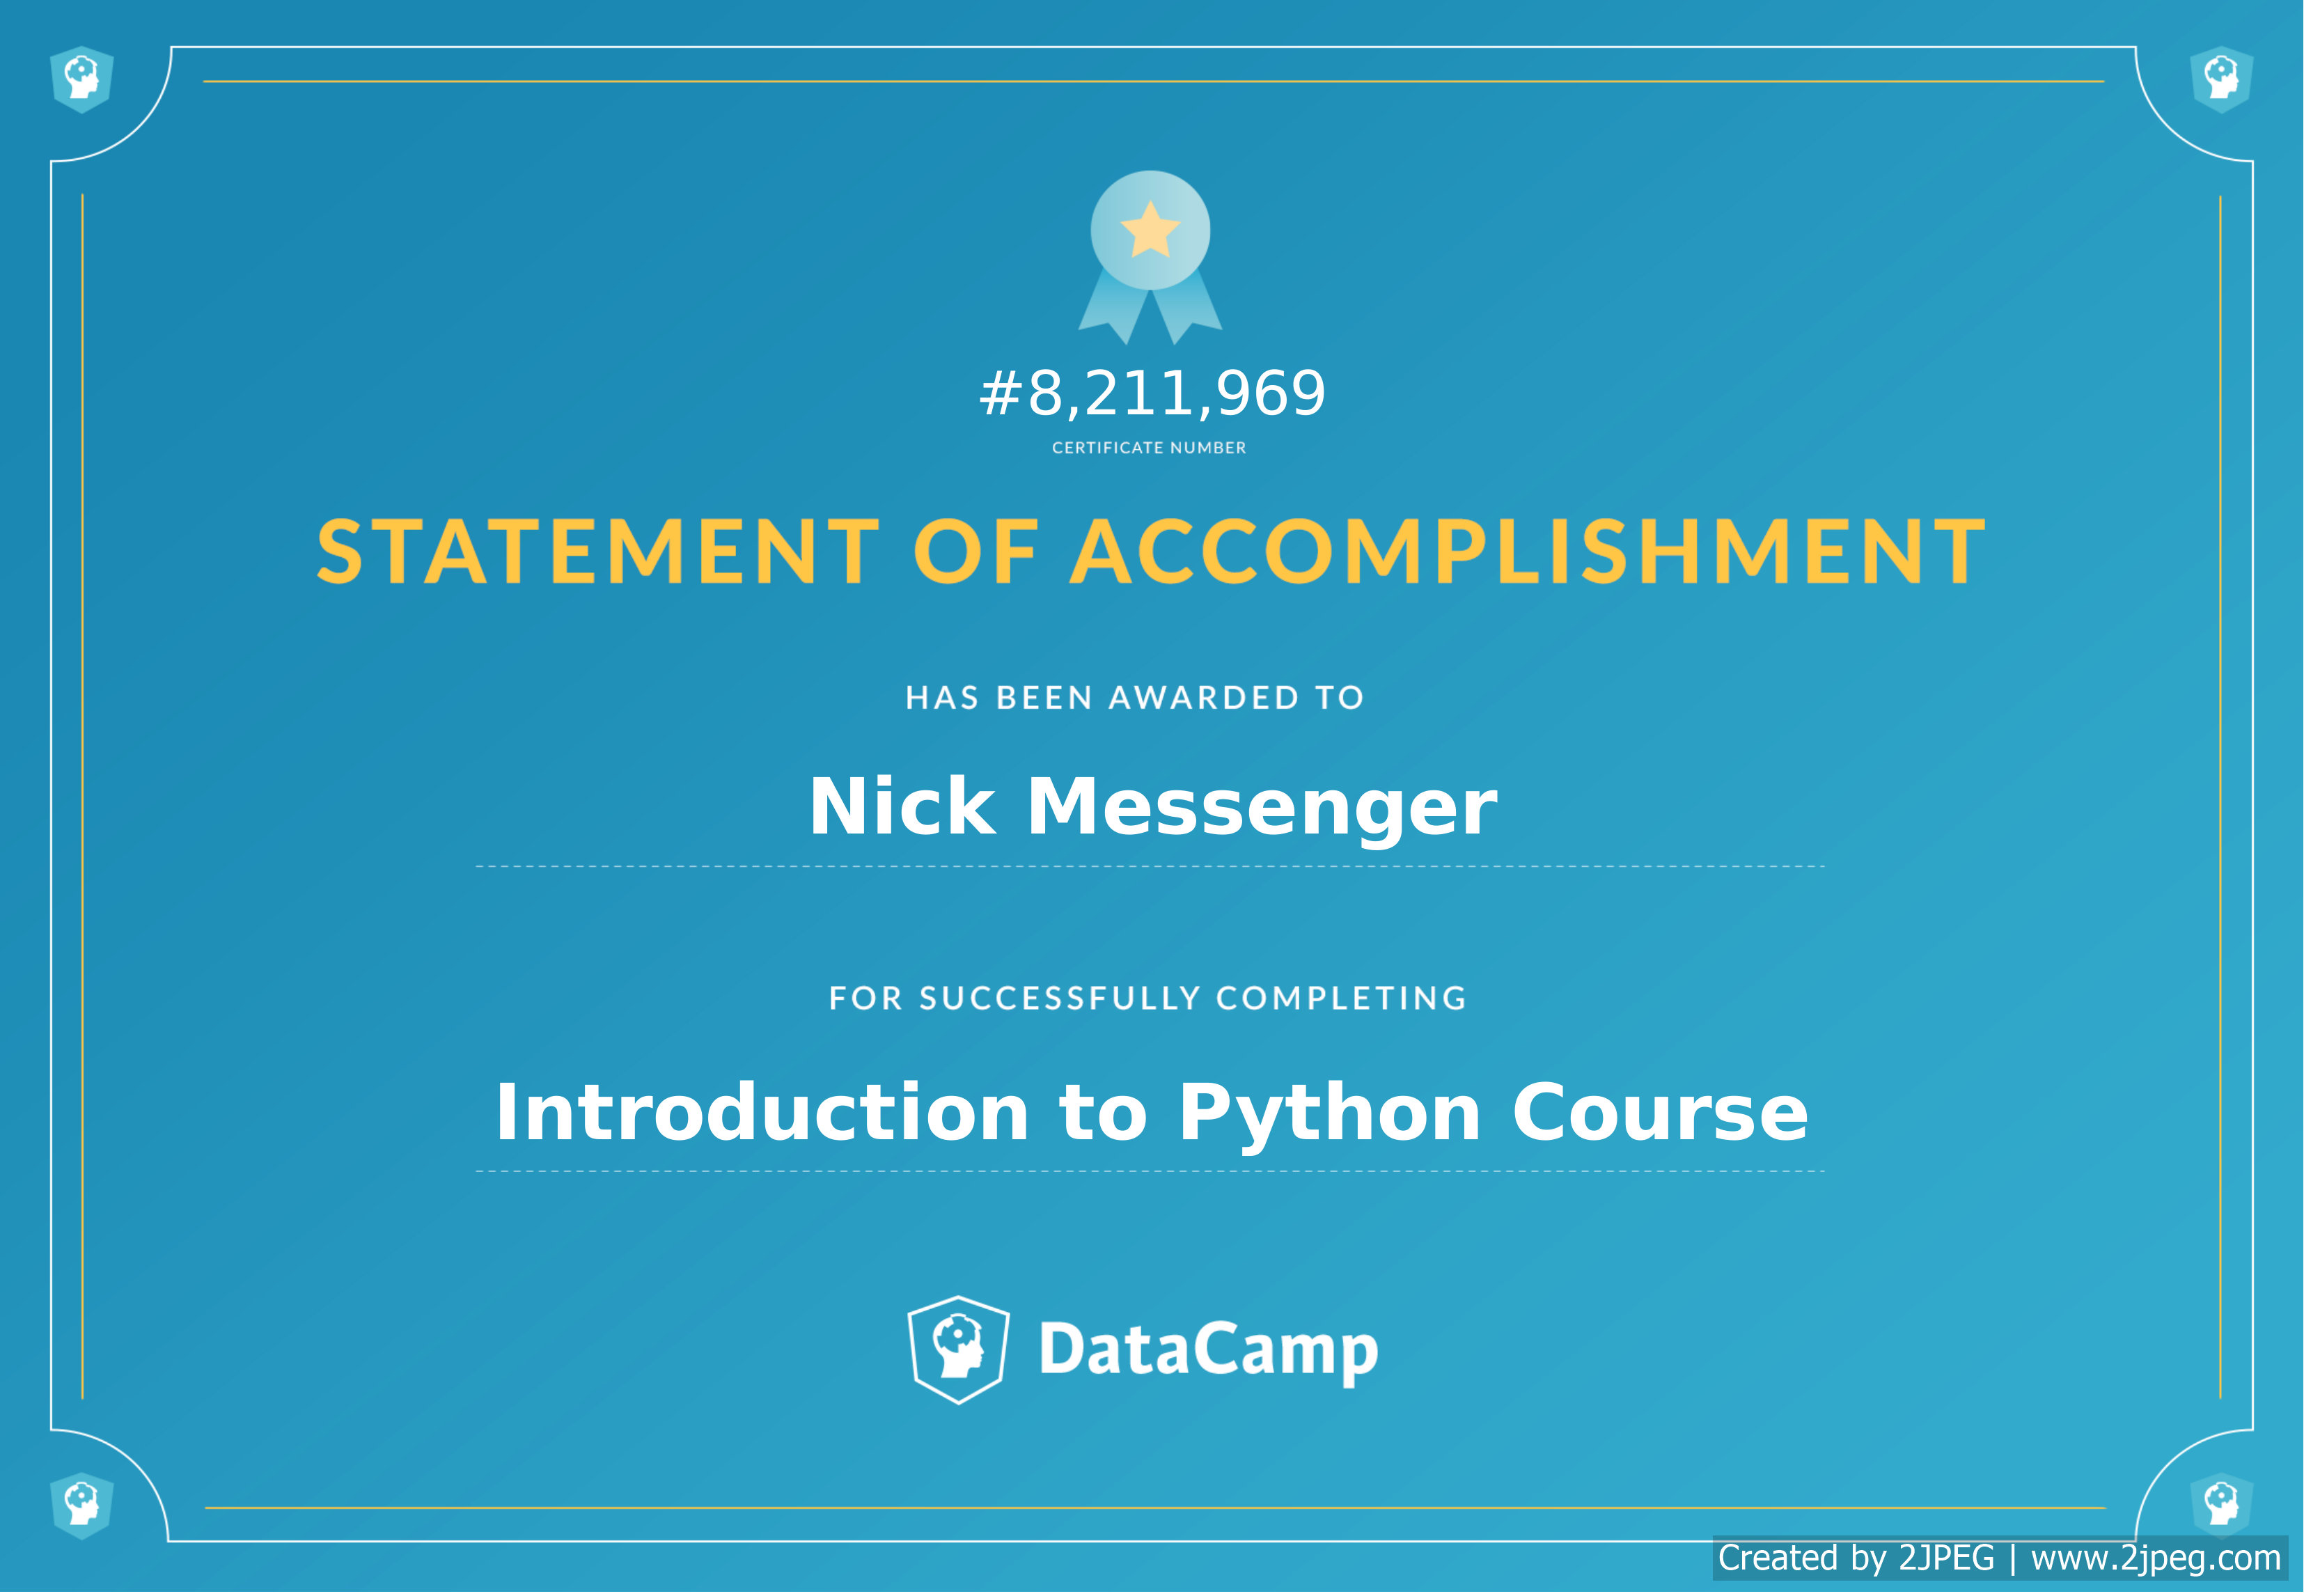 #8,211,969
CERTIFICATE NUMBER
STATEMENT OF ACCOMPLISHMENT
HAS BEEN AWARDED TO
Nick Messenger
FOR SUCCESSFULLY COMPLETING
Introduction to Python Course
DataCamp
Created by 2JPEG | www.2jpeg.com